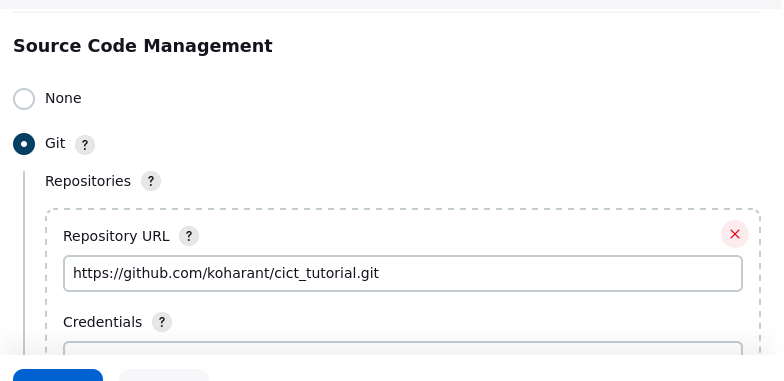 Source Code Management
None
Git ?
Repositories ?
Repository URL ?
https://github.com/koharant/cict_tutorial.git
Credentials ?